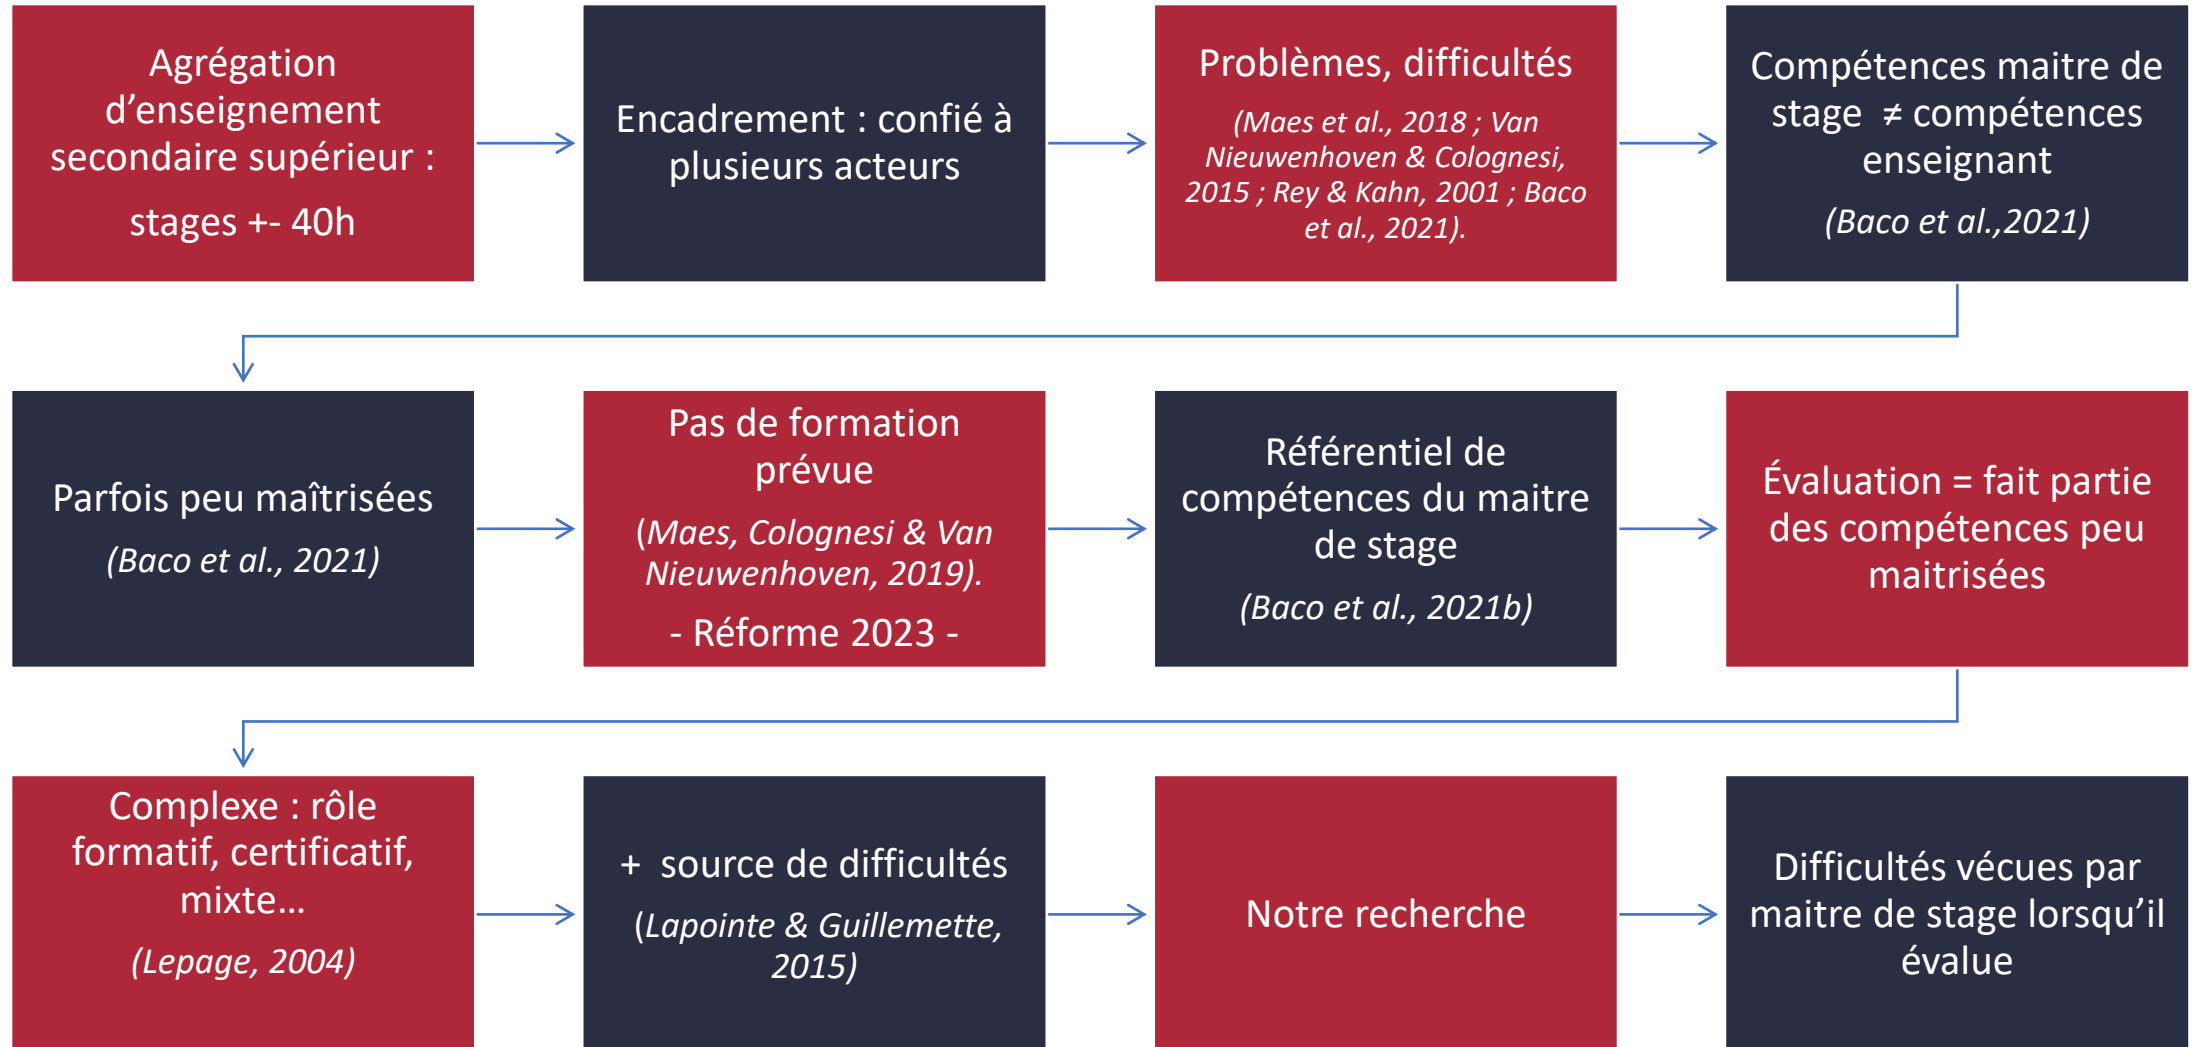 Agrégation
d’enseignement
secondaire supérieur :
stages +- 40h
Encadrement : confié à
plusieurs acteurs
Problèmes, difficultés
(Maes et al., 2018 ; Van
Nieuwenhoven & Colognesi,
2015 ; Rey & Kahn, 2001 ; Baco
et al., 2021).
Compétences maitre de
stage ≠ compétences
enseignant
(Baco et al.,2021)
Parfois peu maîtrisées
(Baco et al., 2021)
Pas de formation
prévue
(Maes, Colognesi & Van
Nieuwenhoven, 2019).
- Réforme 2023 -
Référentiel de
compétences du maitre
de stage
(Baco et al., 2021b)
Évaluation = fait partie
des compétences peu
maitrisées
Complexe : rôle
formatif, certificatif,
mixte…
(Lepage, 2004)
+ source de difficultés
(Lapointe & Guillemette,
2015)
Notre recherche
Difficultés vécues par
maitre de stage lorsqu’il
évalue